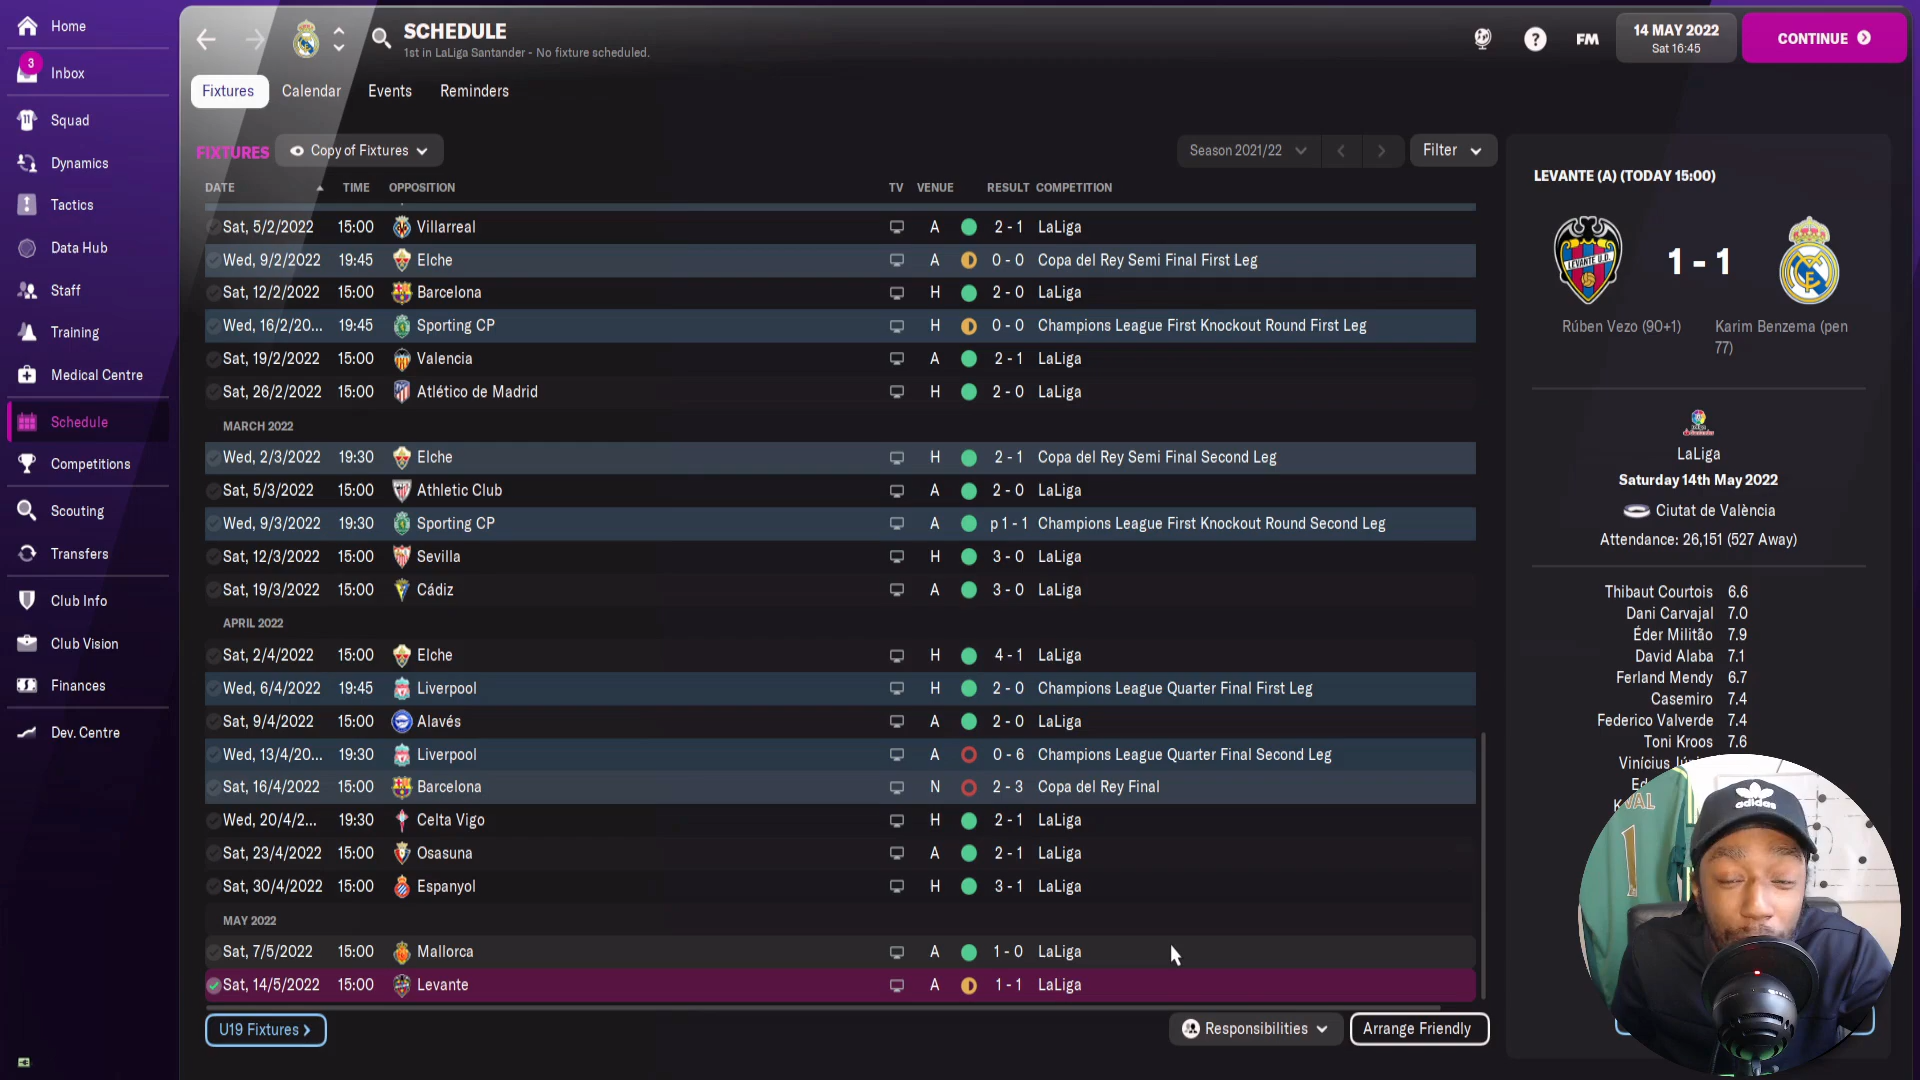 Home
3
Inbox
Squad
Dynamics
Tactics
Data Hub
Staff
Training
Medical Centre
Schedule
Competitions
Scouting
Transfers
Club Info
Club Vision
Finances
Dev. Centre
SCHEDULE
1st in LaLiga Santander - No fixture scheduled.
FM
14 MAY 2022
Sat 16:45
CONTINUE
Fixtures Calendar Events Reminders
FIXTURES Copy of Fixtures Season 2021/22 Filter
DATE TIME OPPOSITION TV VENUE RESULT COMPETITION
Sat, 5/2/2022 15:00 Villarreal A 2 - 1 LaLiga
Wed, 9/2/2022 19:45 Elche A 0 - 0 Copa del Rey Semi Final First Leg
Sat, 12/2/2022 15:00 Barcelona H 2 - 0 LaLiga
Wed, 16/2/20... 19:45 Sporting CP H 0 - 0 Champions League First Knockout Round First Leg
Sat, 19/2/2022 15:00 Valencia A 2 - 1 LaLiga
Sat, 26/2/2022 15:00 Atlético de Madrid H 2 - 0 LaLiga
MARCH 2022
Wed, 2/3/2022 19:30 Elche H 2 - 1 Copa del Rey Semi Final Second Leg
Sat, 5/3/2022 15:00 Athletic Club A 2 - 0 LaLiga
Wed, 9/3/2022 19:30 Sporting CP A p 1 - 1 Champions League First Knockout Round Second Leg
Sat, 12/3/2022 15:00 Sevilla H 3 - 0 LaLiga
Sat, 19/3/2022 15:00 Cádiz A 3 - 0 LaLiga
APRIL 2022
Sat, 2/4/2022 15:00 Elche H 4 - 1 LaLiga
Wed, 6/4/2022 19:45 Liverpool H 2 - 0 Champions League Quarter Final First Leg
Sat, 9/4/2022 15:00 Alavés A 2 - 0 LaLiga
Wed, 13/4/20... 19:30 Liverpool A 0 - 6 Champions League Quarter Final Second Leg
Sat, 16/4/2022 15:00 Barcelona N 2 - 3 Copa del Rey Final
Wed, 20/4/2... 19:30 Celta Vigo H 2 - 1 LaLiga
Sat, 23/4/2022 15:00 Osasuna A 2 - 1 LaLiga
Sat, 30/4/2022 15:00 Espanyol H 3 - 1 LaLiga
MAY 2022
Sat, 7/5/2022 15:00 Mallorca A 1 - 0 LaLiga
Sat, 14/5/2022 15:00 Levante A 1 - 1 LaLiga
U19 Fixtures Responsibilities Arrange Friendly
LEVANTE (A) (TODAY 15:00)
LEVANTE U.D.
1 - 1
Rúben Vezo (90+1) Karim Benzema (pen
77)
LaLiga
Saturday 14th May 2022
Ciutat de València
Attendance: 26,151 (527 Away)
Thibaut Courtois 6.6
Dani Carvajal 7.0
Éder Militão 7.9
David Alaba 7.1
Ferland Mendy 6.7
Casemiro 7.4
Federico Valverde 7.4
Toni Kroos 7.6
Vinícius
adidas
1